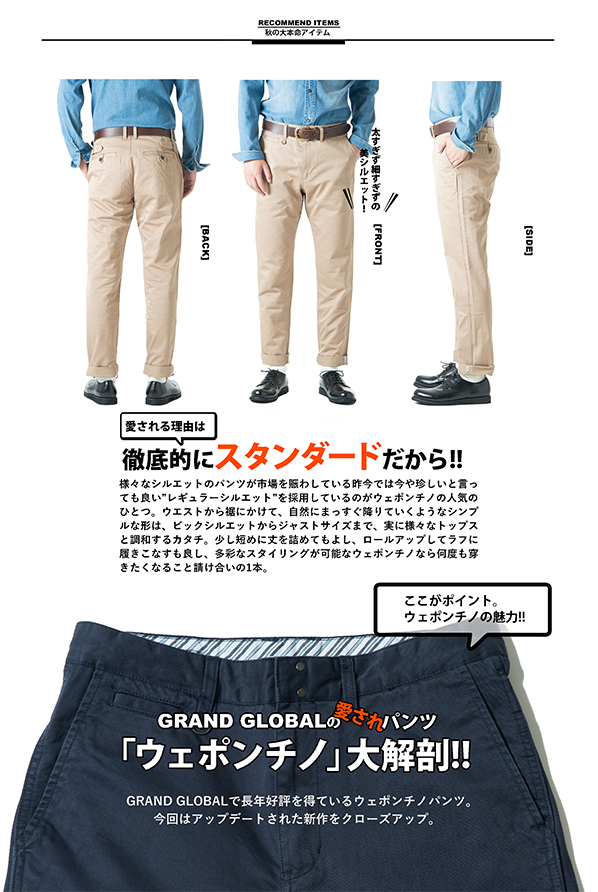 RECOMMEND ITEMS
秋の大本命アイテム
太すぎず細すぎずの
美シルエット！
[BACK]
[FRONT]
[SIDE]
愛される理由は
徹底的にスタンダードだから!!
様々なシルエットのパンツが市場を賑わしている昨今では今や珍しいと言っ
ても良い”レギュラーシルエット”を採用しているのがウェポンチノの人気の
ひとつ。ウエストから裾にかけて、自然にまっすぐ降りていくようなシンプ
ルな形は、ビックシルエットからジャストサイズまで、実に様々なトップス
と調和するカタチ。少し短めに丈を詰めてもよし、ロールアップしてラフに
履きこなすも良し、多彩なスタイリングが可能なウェポンチノなら何度も穿
きたくなること請け合いの1本。
ここがポイント。
ウェポンチノの魅力!!
GRAND GLOBALの愛されパンツ
「ウェポンチノ」大解剖!!
GRAND GLOBALで長年好評を得ているウェポンチノパンツ。
今回はアップデートされた新作をクローズアップ。